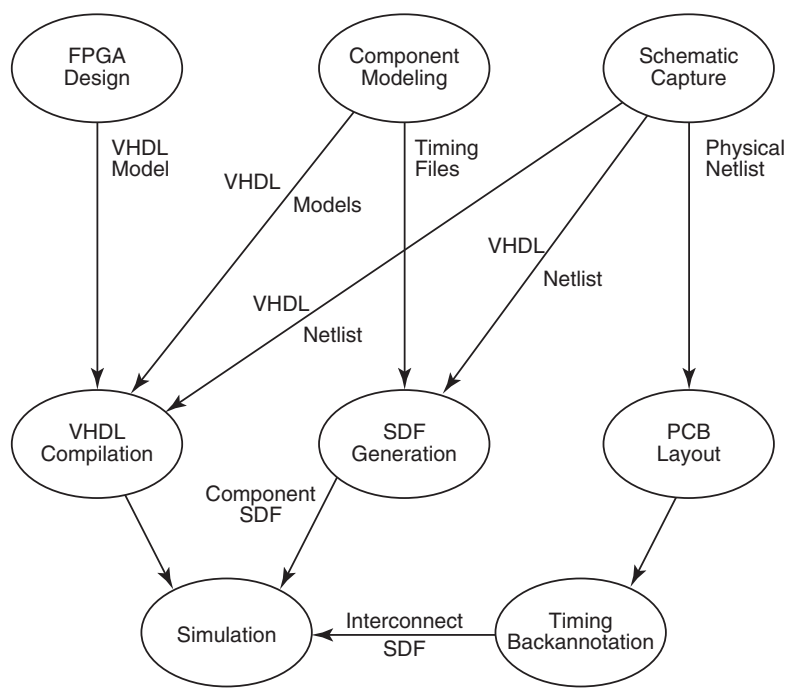 FPGA
Design
Component
Modeling
Schematic
Capture
VHDL
Model
VHDL
Models
Timing
Files
Physical
Netlist
VHDL
Netlist
VHDL
Netlist
VHDL
Compilation
SDF
Generation
PCB
Layout
Component
SDF
Simulation
Interconnect
SDF
Timing
Backannotation